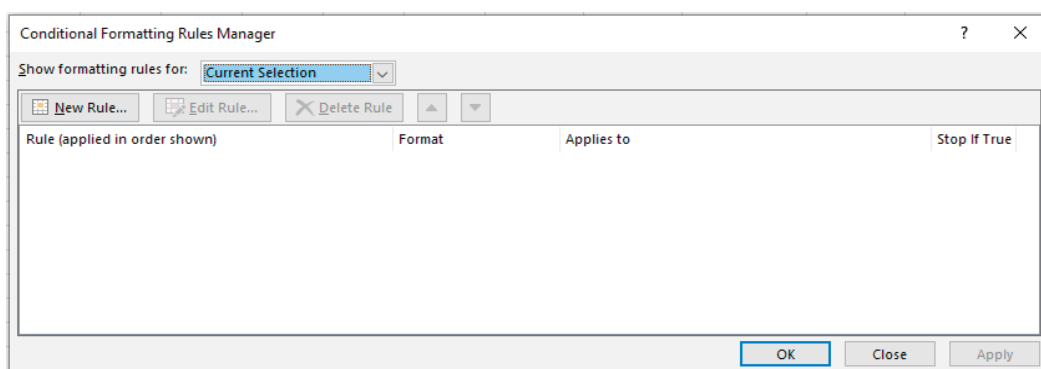 Conditional Formatting Rules Manager ? X
Show formatting rules for: Current Selection
New Rule... Edit Rule... Delete Rule
Rule (applied in order shown) Format Applies to Stop If True
OK Close Apply